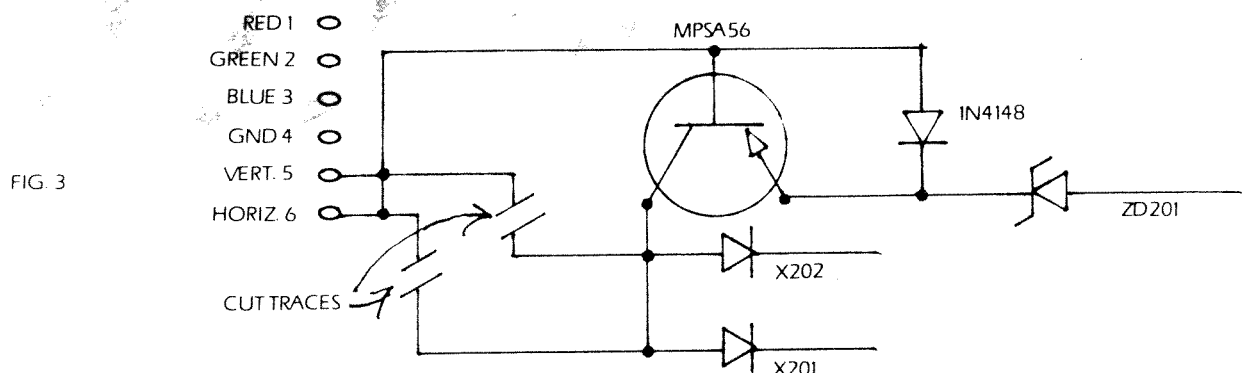 RED 1
GREEN 2
BLUE 3
GND 4
VERT. 5
HORIZ. 6
FIG. 3
CUT TRACES
MPSA56
1N4148
ZD201
X202
X201